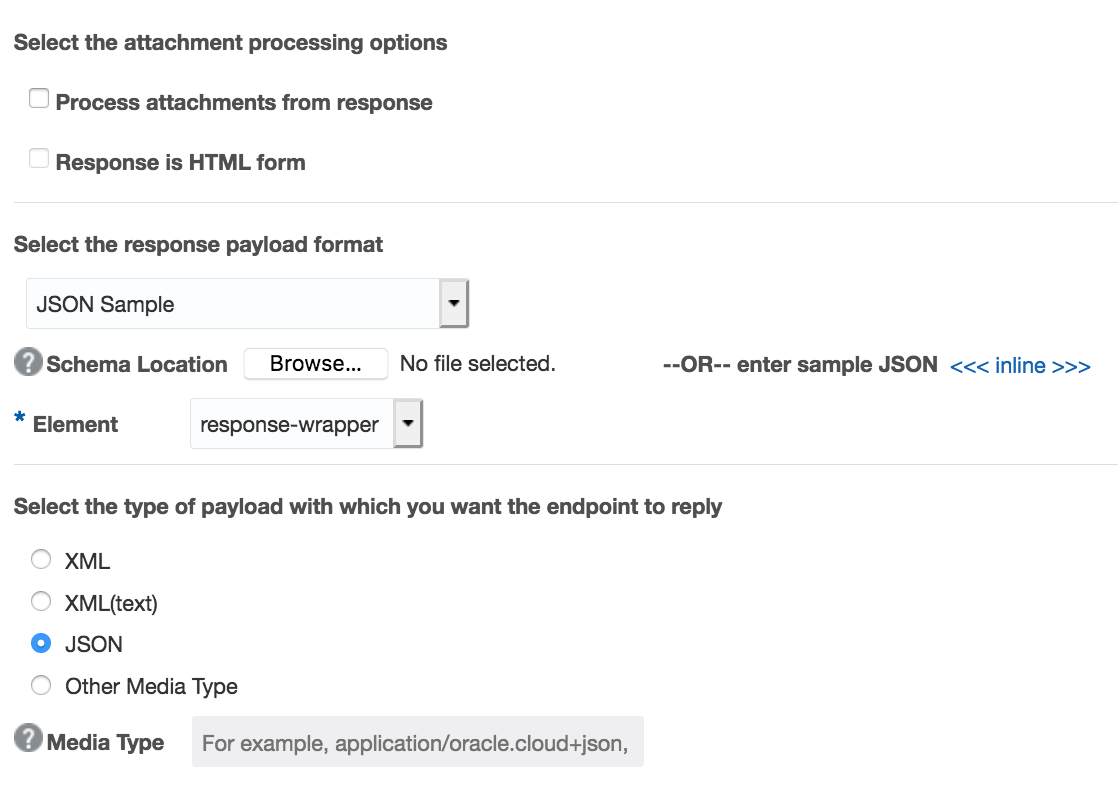 Select the attachment processing options
Process attachments from response
Response is HTML form
Select the response payload format
JSON Sample
? Schema Location Browse... No file selected. --OR-- enter sample JSON <<< inline >>>
* Element response-wrapper
Select the type of payload with which you want the endpoint to reply
XML
XML(text)
JSON
Other Media Type
? Media Type For example, application/oracle.cloud+json,